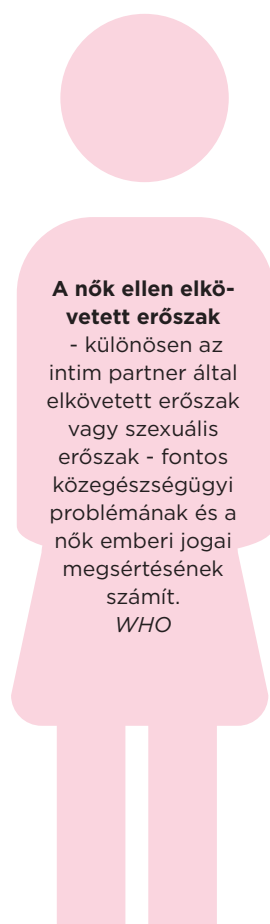 A nők ellen elkö-
vetett erőszak
- különösen az
intim partner által
elkövetett erőszak
vagy szexuális
erőszak - fontos
közegészségügyi
problémának és a
nők emberi jogai
megsértésének
számít.
WHO